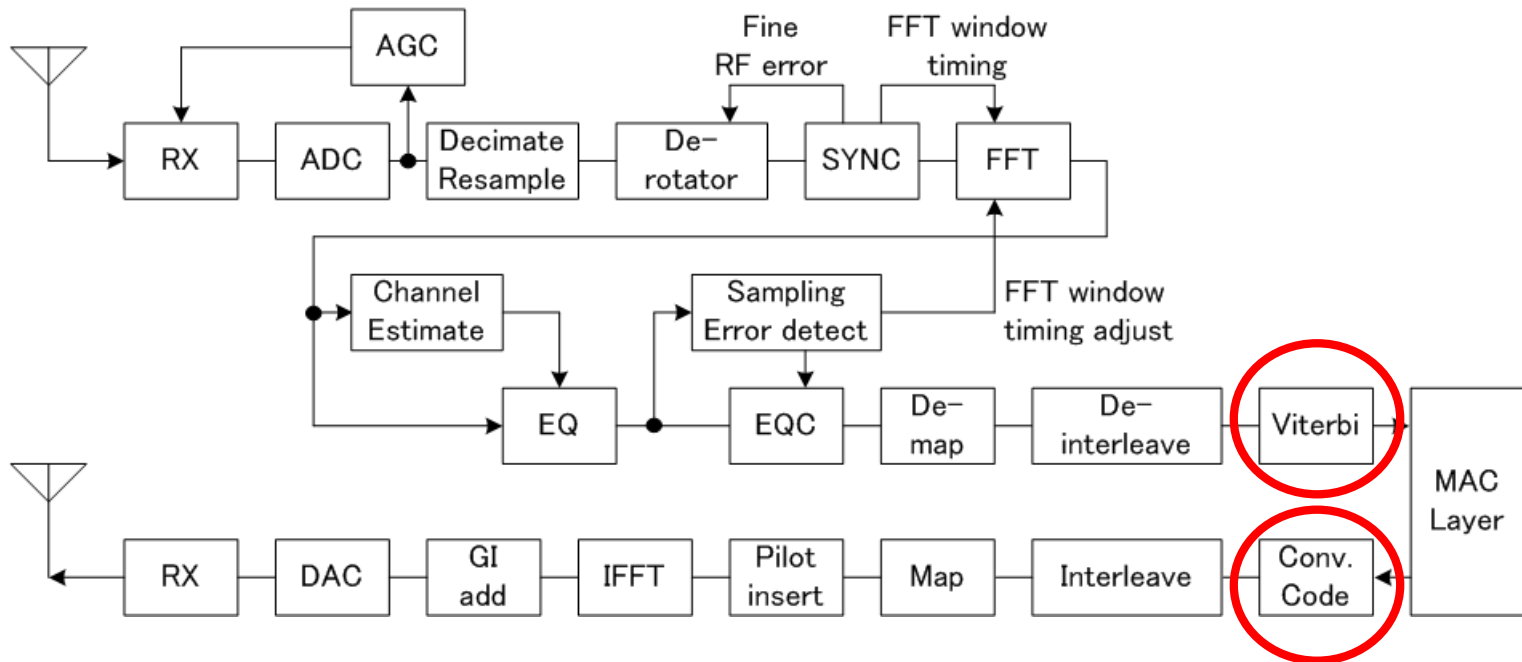 AGC
Fine
RF error
FFT window
timing
RX
ADC
Decimate
Resample
De-
rotator
SYNC
FFT
Channel
Estimate
Sampling
Error detect
FFT window
timing adjust
EQ
EQC
De-
map
De-
interleave
Viterbi
MAC
Layer
RX
DAC
GI
add
IFFT
Pilot
insert
Map
Interleave
Conv.
Code